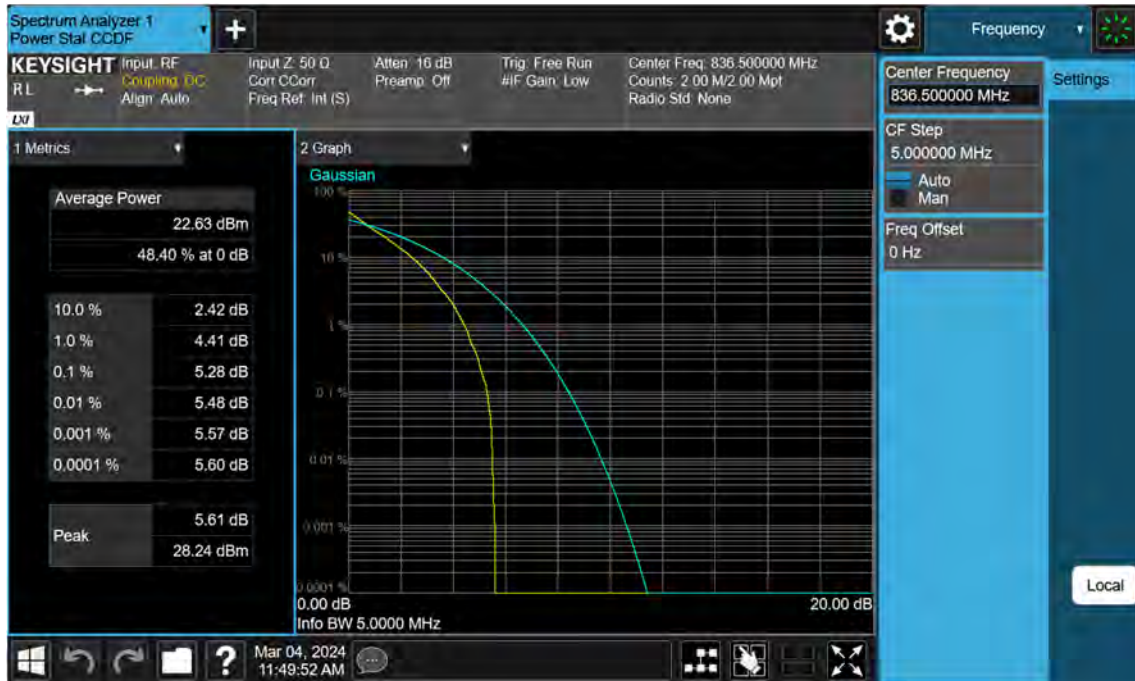 Spectrum Analyzer 1
Power Stat CCDF
+
Frequency
KEYSIGHT
RL
LXI
Input: RF
Coupling: DC
Align: Auto
Input Z: 50 Ω
Corr CCorr
Freq Ref: Int (S)
Atten: 16 dB
Preamp: Off
Trig: Free Run
#IF Gain: Low
Center Freq: 836.500000 MHz
Counts: 2.00 M/2.00 Mpt
Radio Std: None
Center Frequency
836.500000 MHz
Settings
CF Step
5.000000 MHz
Auto
Man
Freq Offset
0 Hz
1 Metrics
Average Power
22.63 dBm
48.40 % at 0 dB
10.0 % 2.42 dB
1.0 % 4.41 dB
0.1 % 5.28 dB
0.01 % 5.48 dB
0.001 % 5.57 dB
0.0001 % 5.60 dB
Peak
5.61 dB
28.24 dBm
2 Graph
Gaussian
100 %
10 %
1 %
0.1 %
0.01 %
0.001 %
0.0001 %
0.00 dB 20.00 dB
Info BW 5.0000 MHz
Local
?
Mar 04, 2024
11:49:52 AM